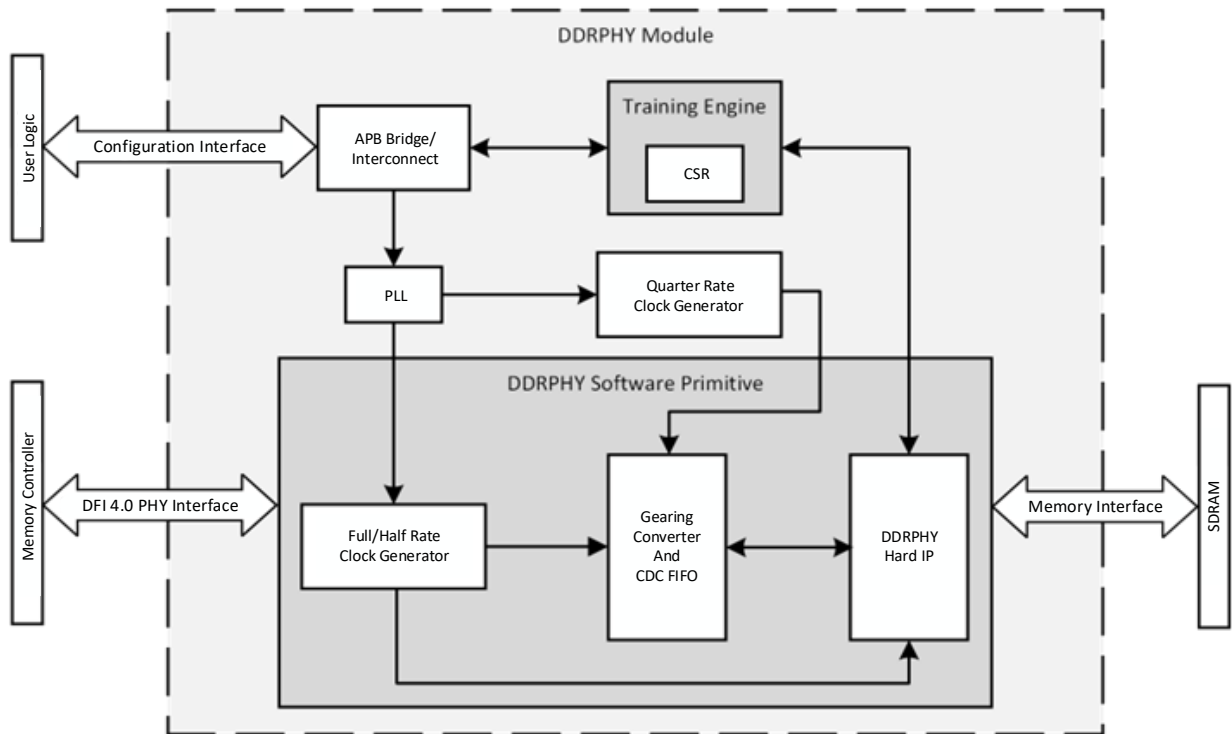 DDRPHY Module
User Logic
Configuration Interface
APB Bridge/
Interconnect
Training Engine
CSR
PLL
Quarter Rate
Clock Generator
DDRPHY Software Primitive
Memory Controller
DFI 4.0 PHY Interface
Full/Half Rate
Clock Generator
Gearing
Converter
And
CDC FIFO
DDRPHY
Hard IP
Memory Interface
SDRAM